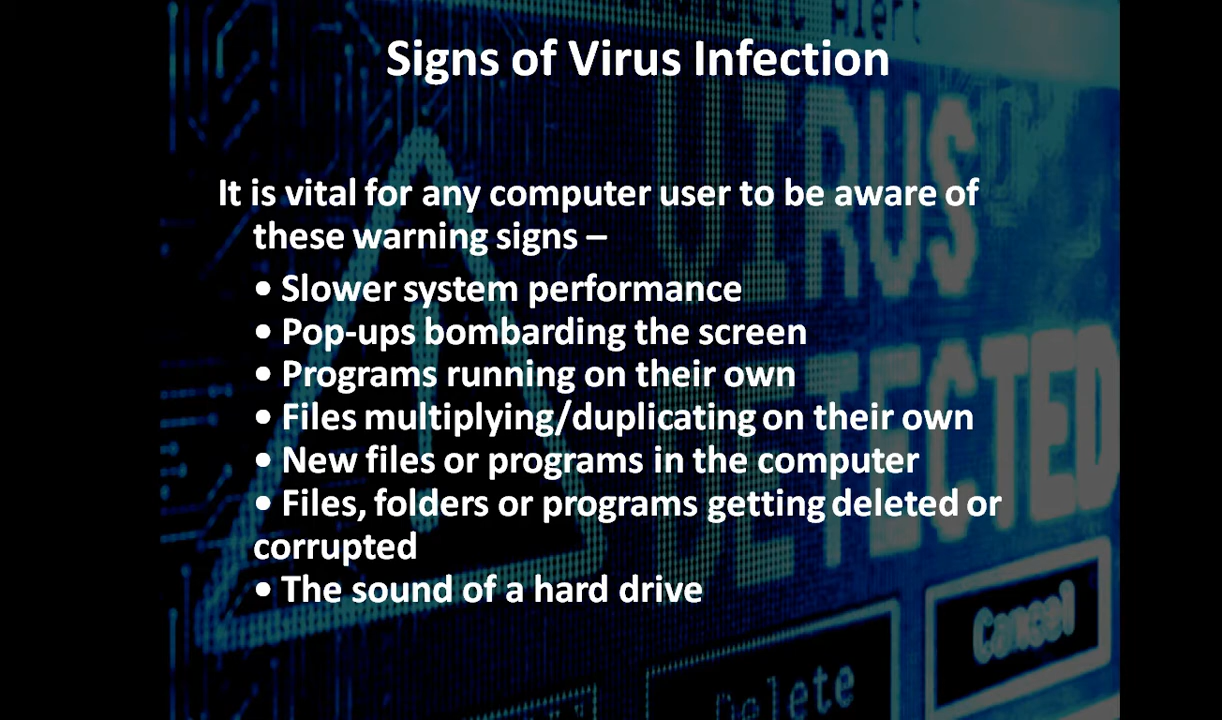 Alert
Signs of Virus Infection
It is vital for any computer user to be aware of
these warning signs –
• Slower system performance
• Pop-ups bombarding the screen
• Programs running on their own
• Files multiplying/duplicating on their own
• New files or programs in the computer
• Files, folders or programs getting deleted or
corrupted
• The sound of a hard drive
VIRUS
DETECTED
Delete
Cancel